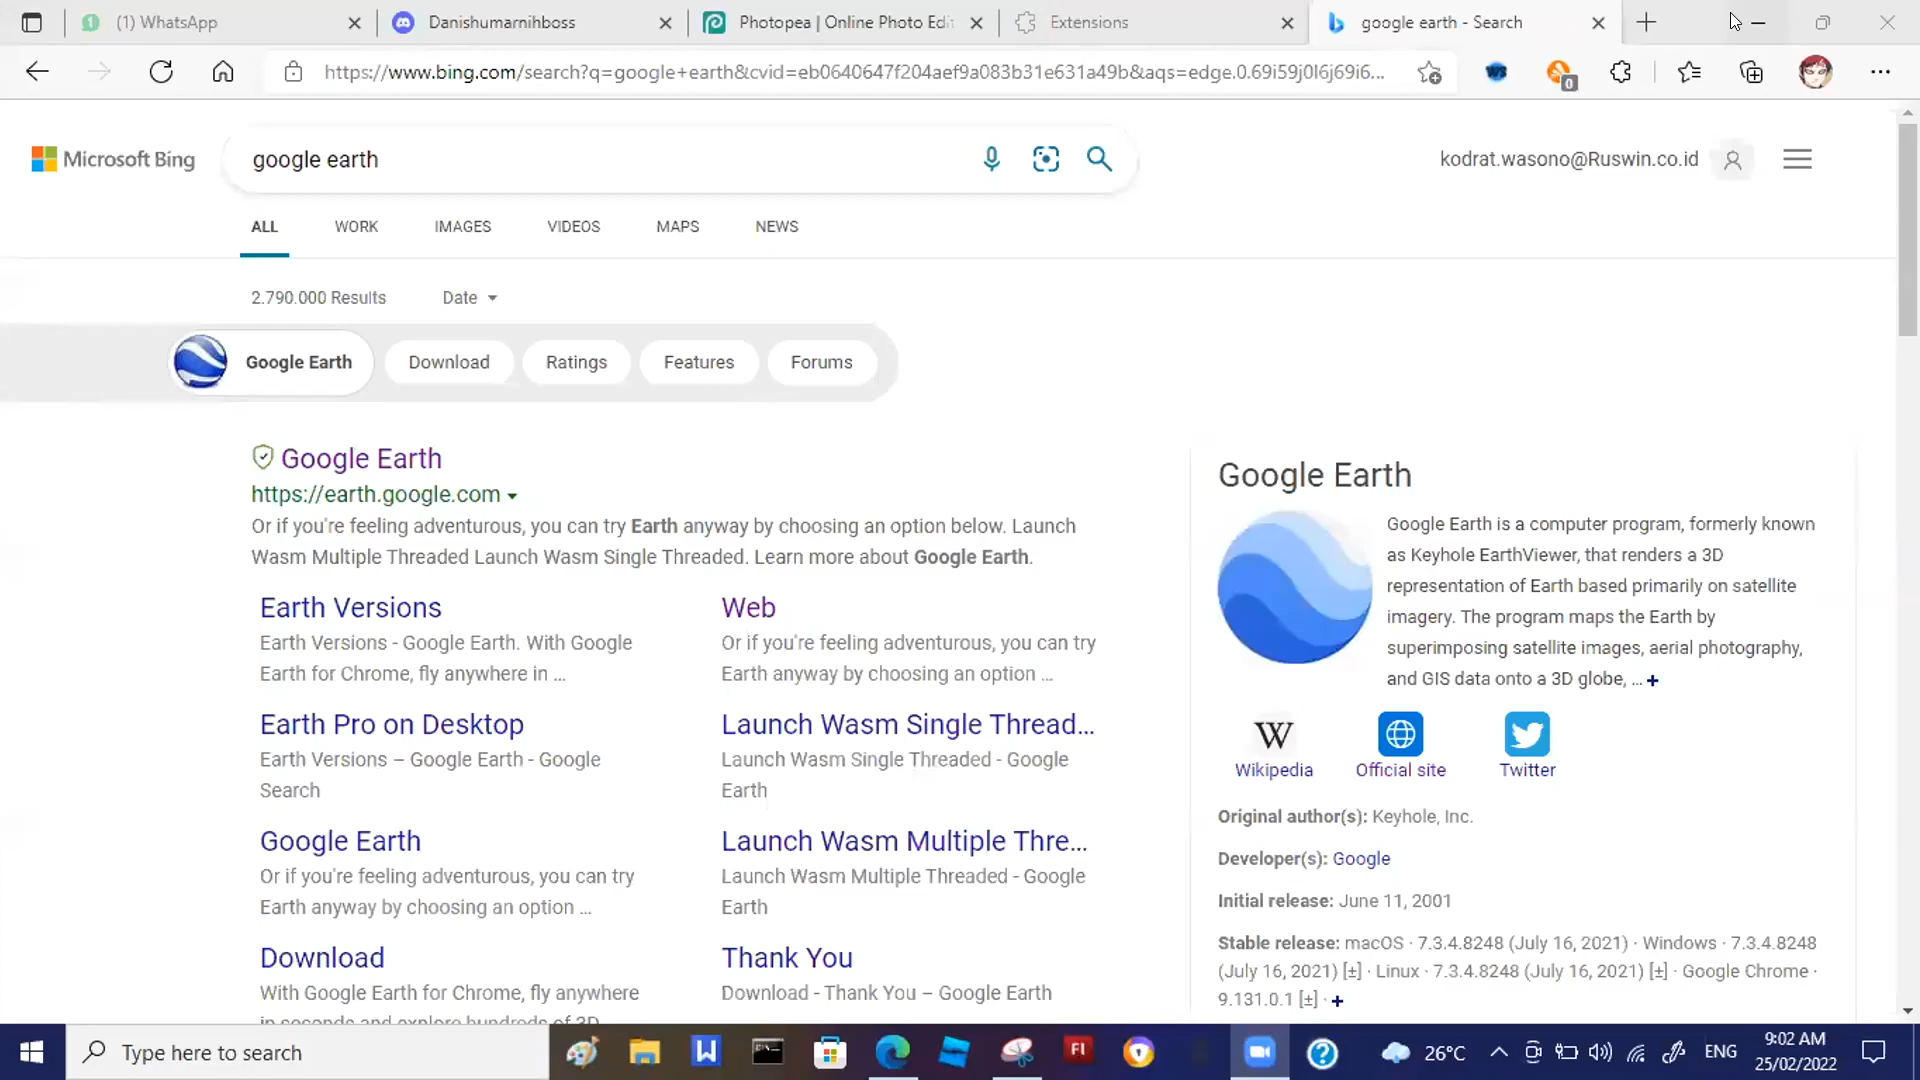 (1) WhatsApp
Danishumarnihboss
Photopea | Online Photo Edit
Extensions
google earth - Search
https://www.bing.com/search?q=google+earth&cvid=eb0640647f204aef9a083b31e631a49b&aqs=edge.0.69i59j0l6j69i6...
0
Microsoft Bing
google earth
kodrat.wasono@Ruswin.co.id
ALL WORK IMAGES VIDEOS MAPS NEWS
2.790.000 Results Date
Google Earth Download Ratings Features Forums
Google Earth
https://earth.google.com
Or if you're feeling adventurous, you can try Earth anyway by choosing an option below. Launch
Wasm Multiple Threaded Launch Wasm Single Threaded. Learn more about Google Earth.
Earth Versions
Earth Versions - Google Earth. With Google
Earth for Chrome, fly anywhere in ...
Web
Or if you're feeling adventurous, you can try
Earth anyway by choosing an option ...
Earth Pro on Desktop
Earth Versions – Google Earth - Google
Search
Launch Wasm Single Thread...
Launch Wasm Single Threaded - Google
Earth
Google Earth
Or if you're feeling adventurous, you can try
Earth anyway by choosing an option ...
Launch Wasm Multiple Thre...
Launch Wasm Multiple Threaded - Google
Earth
Download
With Google Earth for Chrome, fly anywhere
in seconds and explore hundreds of 3D
Thank You
Download - Thank You – Google Earth
Google Earth
Google Earth is a computer program, formerly known
as Keyhole EarthViewer, that renders a 3D
representation of Earth based primarily on satellite
imagery. The program maps the Earth by
superimposing satellite images, aerial photography,
and GIS data onto a 3D globe, ... +
W
Wikipedia Official site Twitter
Original author(s): Keyhole, Inc.
Developer(s): Google
Initial release: June 11, 2001
Stable release: macOS · 7.3.4.8248 (July 16, 2021) · Windows · 7.3.4.8248
(July 16, 2021) [±] · Linux · 7.3.4.8248 (July 16, 2021) [±] · Google Chrome ·
9.131.0.1 [±] · +
Type here to search
W
Fl
?
26°C
ENG
9:02 AM
25/02/2022